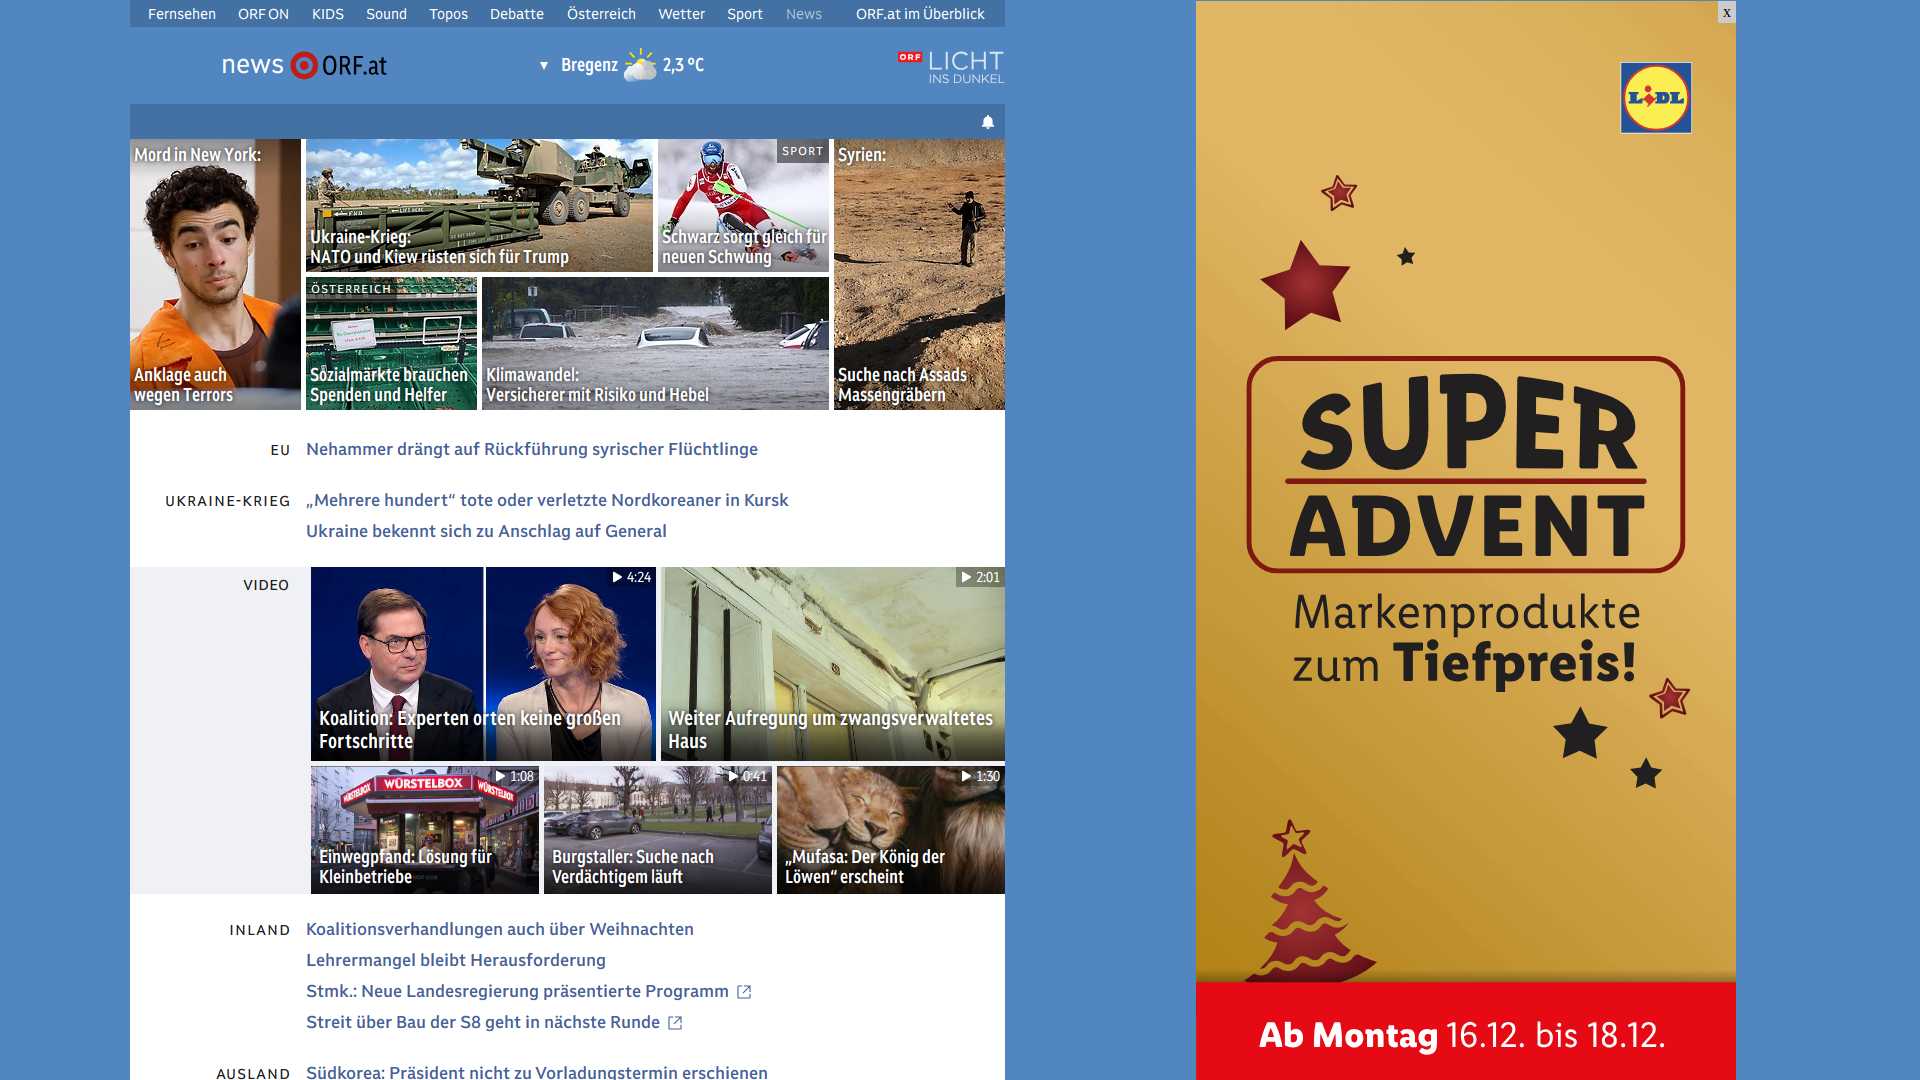 Fernsehen ORF ON KIDS Sound Topos Debatte Österreich Wetter Sport News ORF.at im Überblick
news ORF.at
▼ Bregenz 2,3 °C
ORF LICHT
INS DUNKEL
Mord in New York:
Anklage auch
wegen Terrors
Ukraine-Krieg:
NATO und Kiew rüsten sich für Trump
SPORT
Schwarz sorgt gleich für
neuen Schwung
Syrien:
Suche nach Assads
Massengräbern
ÖSTERREICH
Sozialmärkte brauchen
Spenden und Helfer
Klimawandel:
Versicherer mit Risiko und Hebel
EU Nehammer drängt auf Rückführung syrischer Flüchtlinge
UKRAINE-KRIEG „Mehrere hundert“ tote oder verletzte Nordkoreaner in Kursk
Ukraine bekennt sich zu Anschlag auf General
VIDEO
4:24
Koalition: Experten orten keine großen
Fortschritte
2:01
Weiter Aufregung um zwangsverwaltetes
Haus
1:08
WÜRSTELBOX
WÜRSTELBOX
WÜRSTELBOX
Einwegpfand: Lösung für
Kleinbetriebe
0:41
Burgstaller: Suche nach
Verdächtigem läuft
1:30
„Mufasa: Der König der
Löwen“ erscheint
INLAND Koalitionsverhandlungen auch über Weihnachten
Lehrermangel bleibt Herausforderung
Stmk.: Neue Landesregierung präsentierte Programm
Streit über Bau der S8 geht in nächste Runde
AUSLAND Südkorea: Präsident nicht zu Vorladungstermin erschienen
X
LIDL
SUPER
ADVENT
Markenprodukte
zum Tiefpreis!
Ab Montag 16.12. bis 18.12.